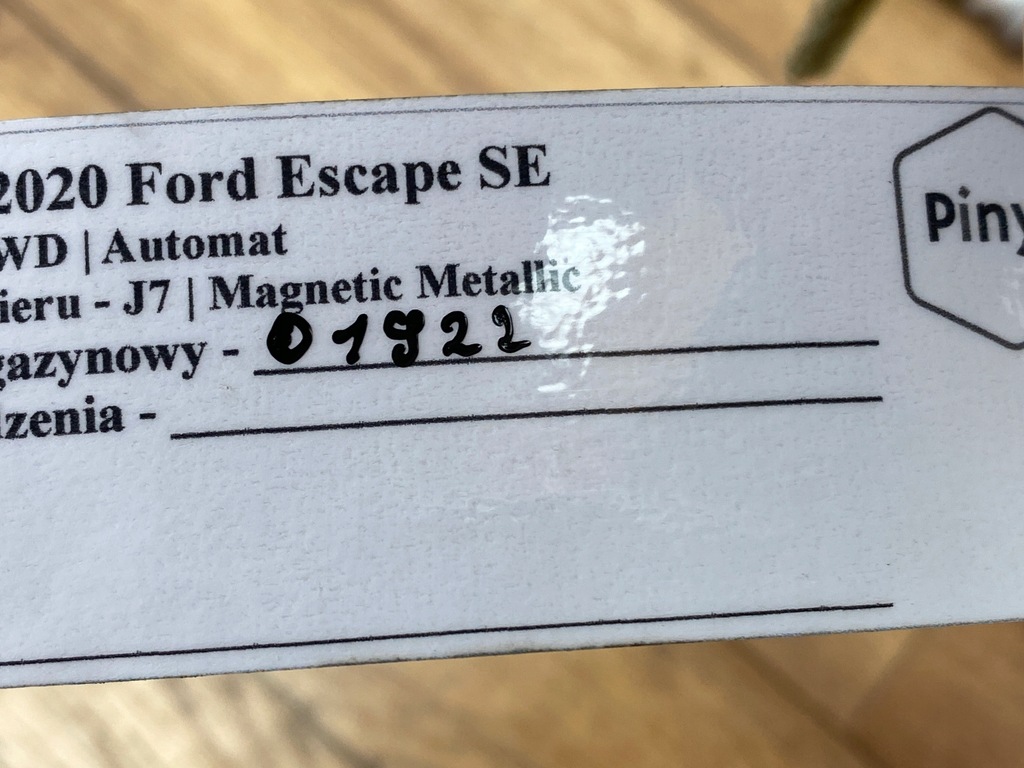 2020 Ford Escape SE
WD | Automat
ieru - J7 | Magnetic Metallic
gazynowy - 01922
dzenia -
Piny